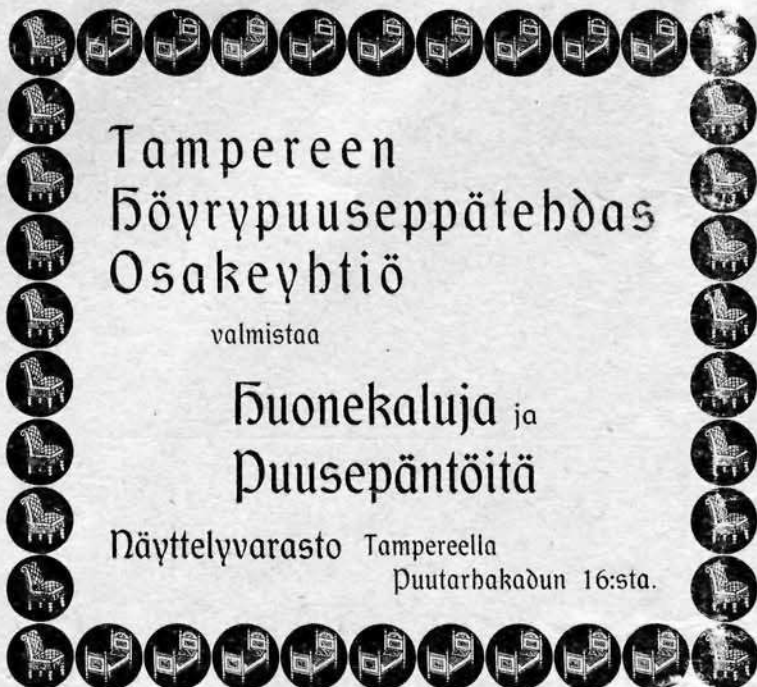 Tampereen
Höyrypuuseppätehdas
Osakeyhtiö
valmistaa
Huonekaluja ja
Puusepäntöitä
Näyttelyvarasto Tampereella
Puutarhakadun 16:sta.